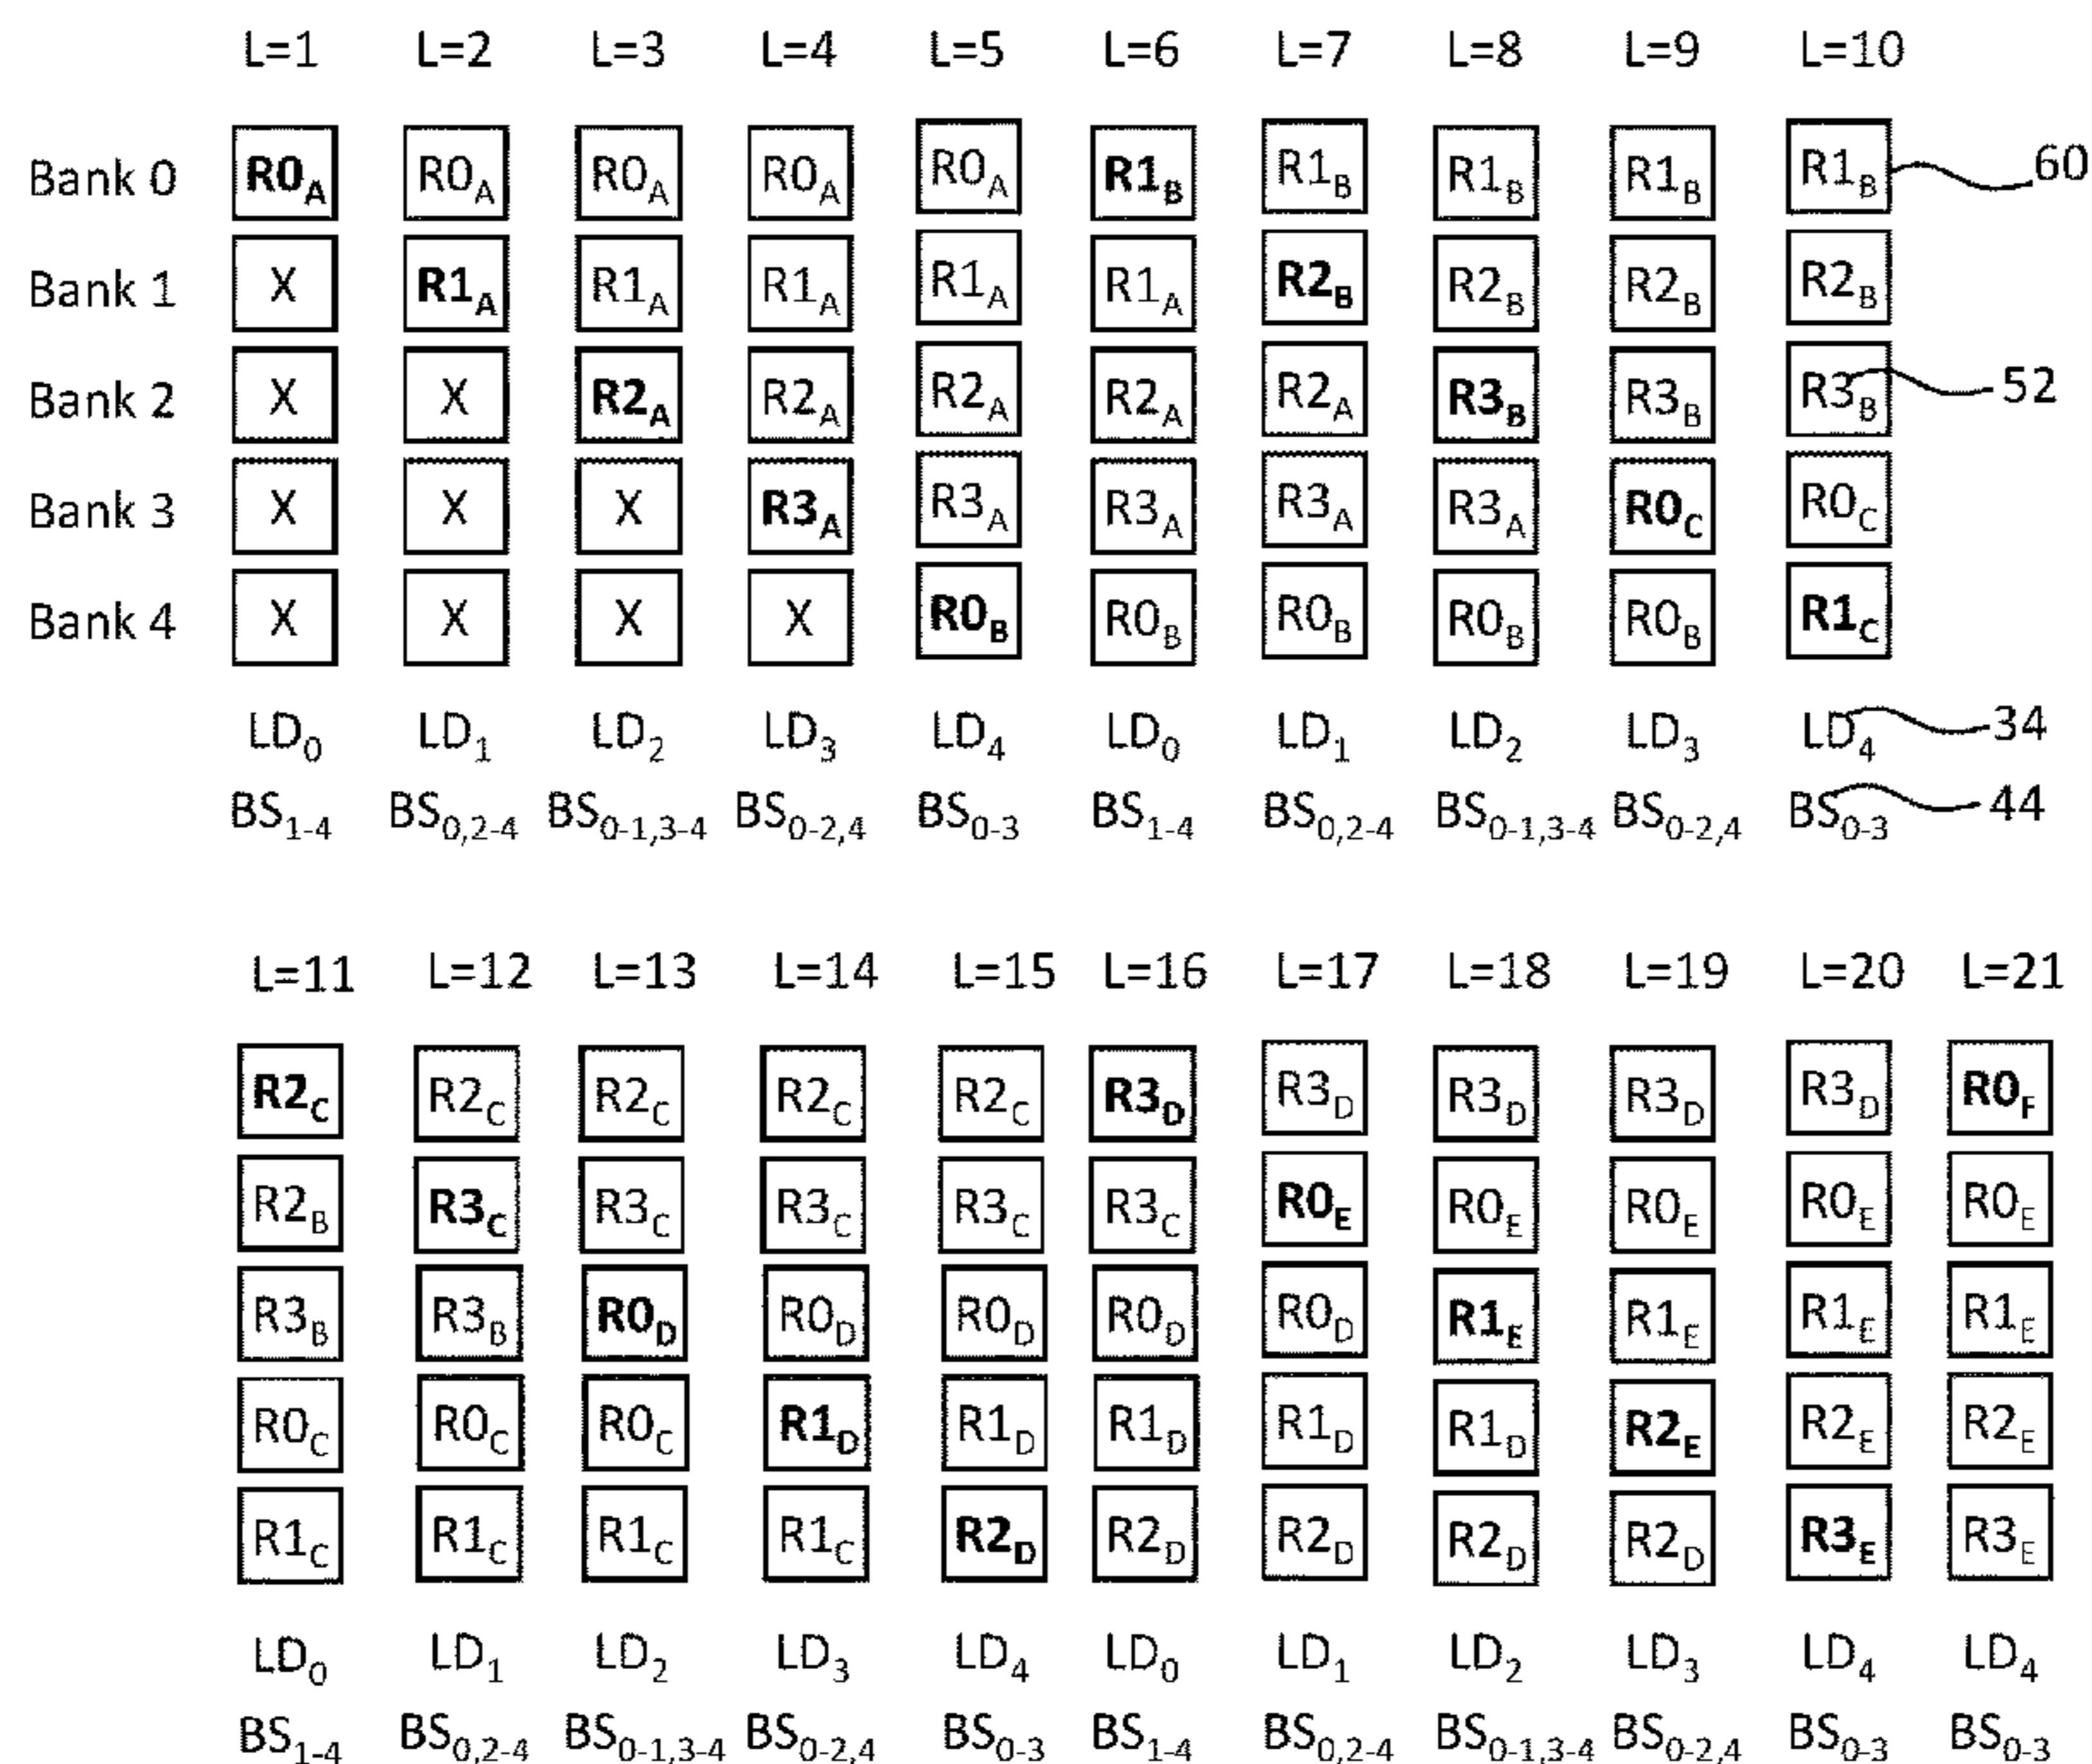 L=1 L=2 L=3 L=4 L=5 L=6 L=7 L=8 L=9 L=10
Bank 0 R0A R0A R0A R0A R0A R1B R1B R1B R1B R1B 60
Bank 1 X R1A R1A R1A R1A R1A R2B R2B R2B R2B
Bank 2 X X R2A R2A R2A R2A R2A R3B R3B R3B 52
Bank 3 X X X R3A R3A R3A R3A R3A R0C R0C
Bank 4 X X X X R0B R0B R0B R0B R0B R1C
LD0 LD1 LD2 LD3 LD4 LD0 LD1 LD2 LD3 LD4 34
BS1-4 BS0,2-4 BS0-1,3-4 BS0-2,4 BS0-3 BS1-4 BS0,2-4 BS0-1,3-4 BS0-2,4 BS0-3 44
L=11 L=12 L=13 L=14 L=15 L=16 L=17 L=18 L=19 L=20 L=21
R2C R2C R2C R2C R2C R3D R3D R3D R3D R3D R0F
R2B R3C R3C R3C R3C R3C R0E R0E R0E R0E R0E
R3B R3B R0D R0D R0D R0D R0D R1E R1E R1E R1E
R0C R0C R0C R1D R1D R1D R1D R1D R2E R2E R2E
R1C R1C R1C R1C R2D R2D R2D R2D R2D R3E R3E
LD0 LD1 LD2 LD3 LD4 LD0 LD1 LD2 LD3 LD4 LD4
BS1-4 BS0,2-4 BS0-1,3-4 BS0-2,4 BS0-3 BS1-4 BS0,2-4 BS0-1,3-4 BS0-2,4 BS0-3 BS0-3